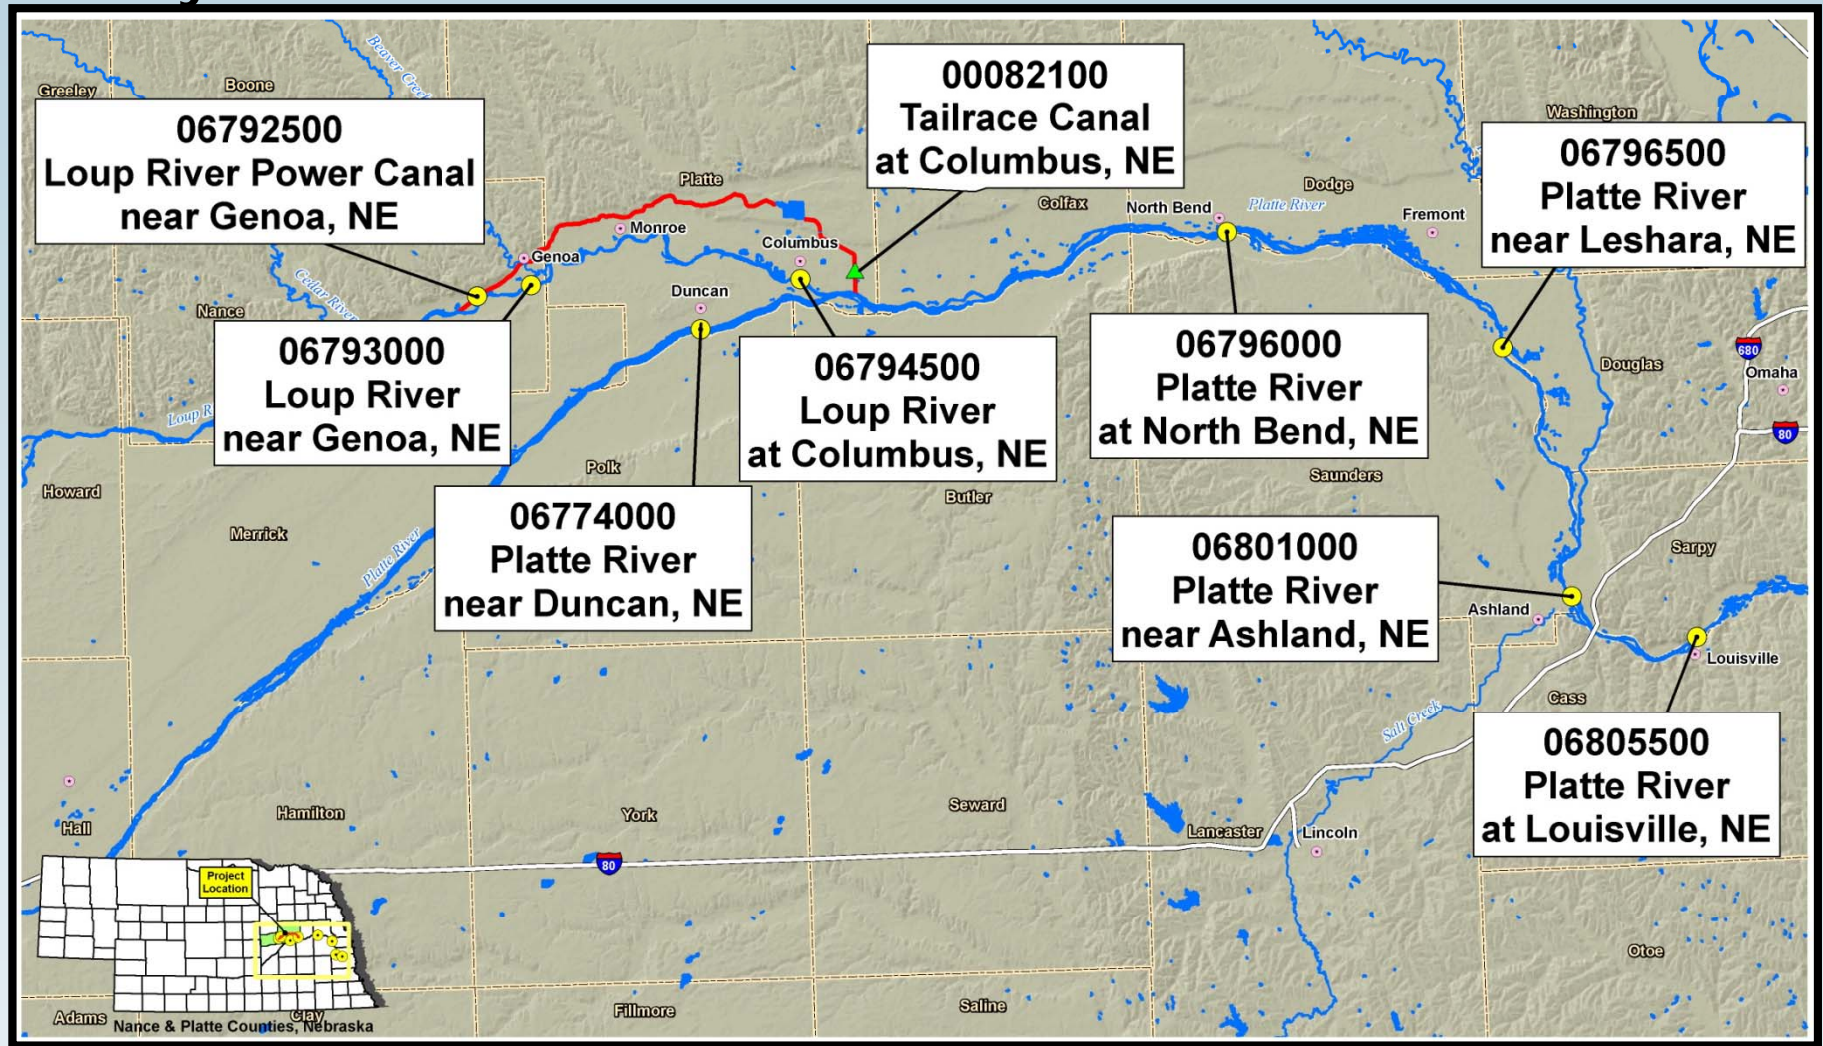 Beaver Creek
Greeley
Boone
06792500
Loup River Power Canal
near Genoa, NE
00082100
Tailrace Canal
at Columbus, NE
Washington
06796500
Platte River
near Leshara, NE
Platte
Colfax
Dodge
North Bend
Platte River
Fremont
Monroe
Columbus
Genoa
Cedar River
Nance
Duncan
06793000
Loup River
near Genoa, NE
06794500
Loup River
at Columbus, NE
06796000
Platte River
at North Bend, NE
Douglas
680
Omaha
80
Loup R
Howard
Polk
Butler
Saunders
Merrick
Platte River
06774000
Platte River
near Duncan, NE
06801000
Platte River
near Ashland, NE
Sarpy
Ashland
Louisville
Cass
Salt Creek
06805500
Platte River
at Louisville, NE
Hall
Hamilton
York
Seward
Lancaster
Lincoln
80
Project
Location
Otoe
Adams
Clay
Fillmore
Saline
Nance & Platte Counties, Nebraska